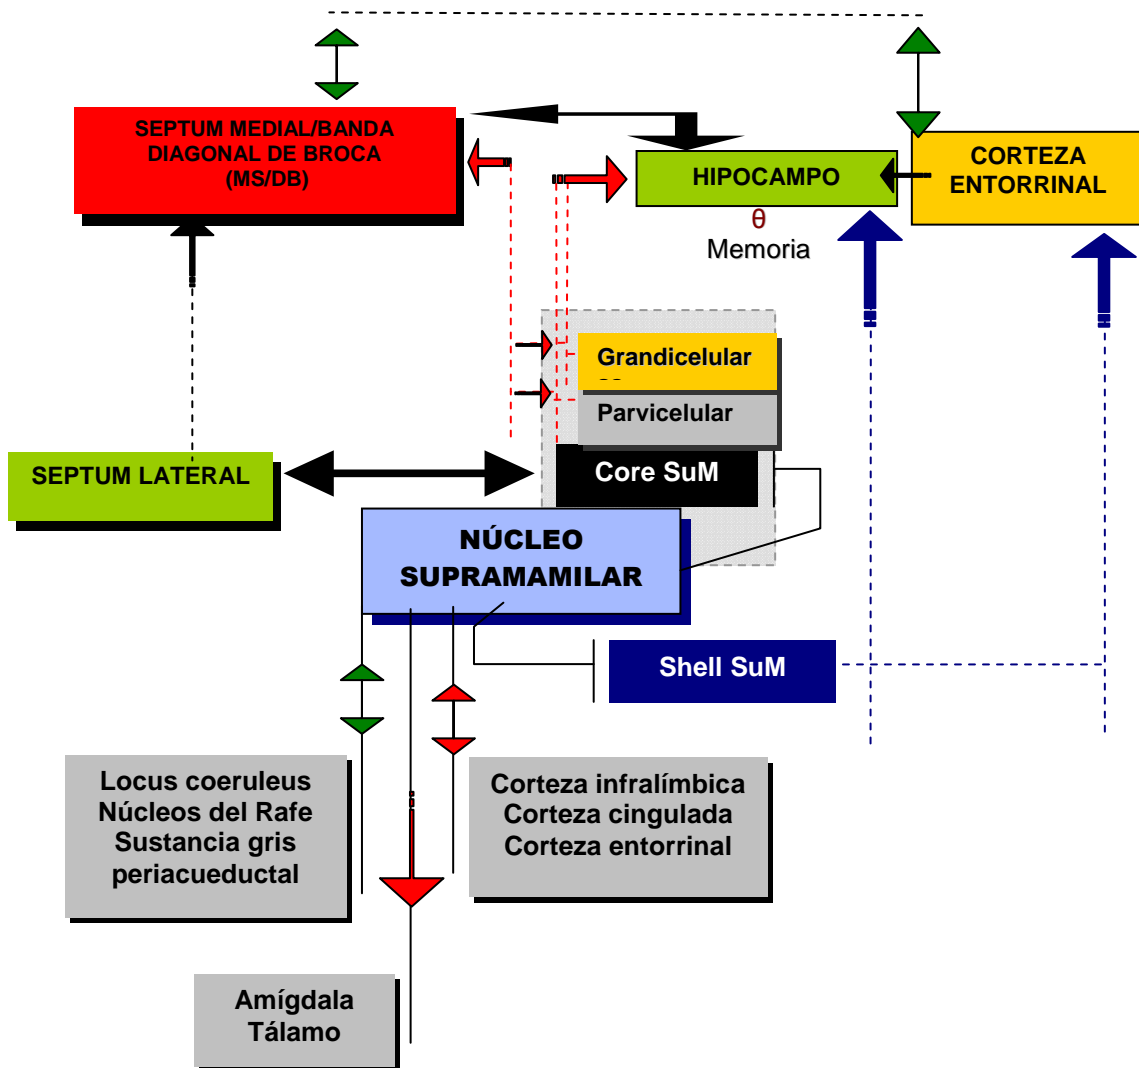 SEPTUM MEDIAL/BANDA
DIAGONAL DE BROCA
(MS/DB)
HIPOCAMPO
θ
Memoria
CORTEZA
ENTORRINAL
Grandicelular
Parvicelular
Core SuM
SEPTUM LATERAL
NÚCLEO
SUPRAMAMILAR
Shell SuM
Locus coeruleus
Núcleos del Rafe
Sustancia gris
periacueductal
Corteza infralímbica
Corteza cingulada
Corteza entorrinal
Amígdala
Tálamo